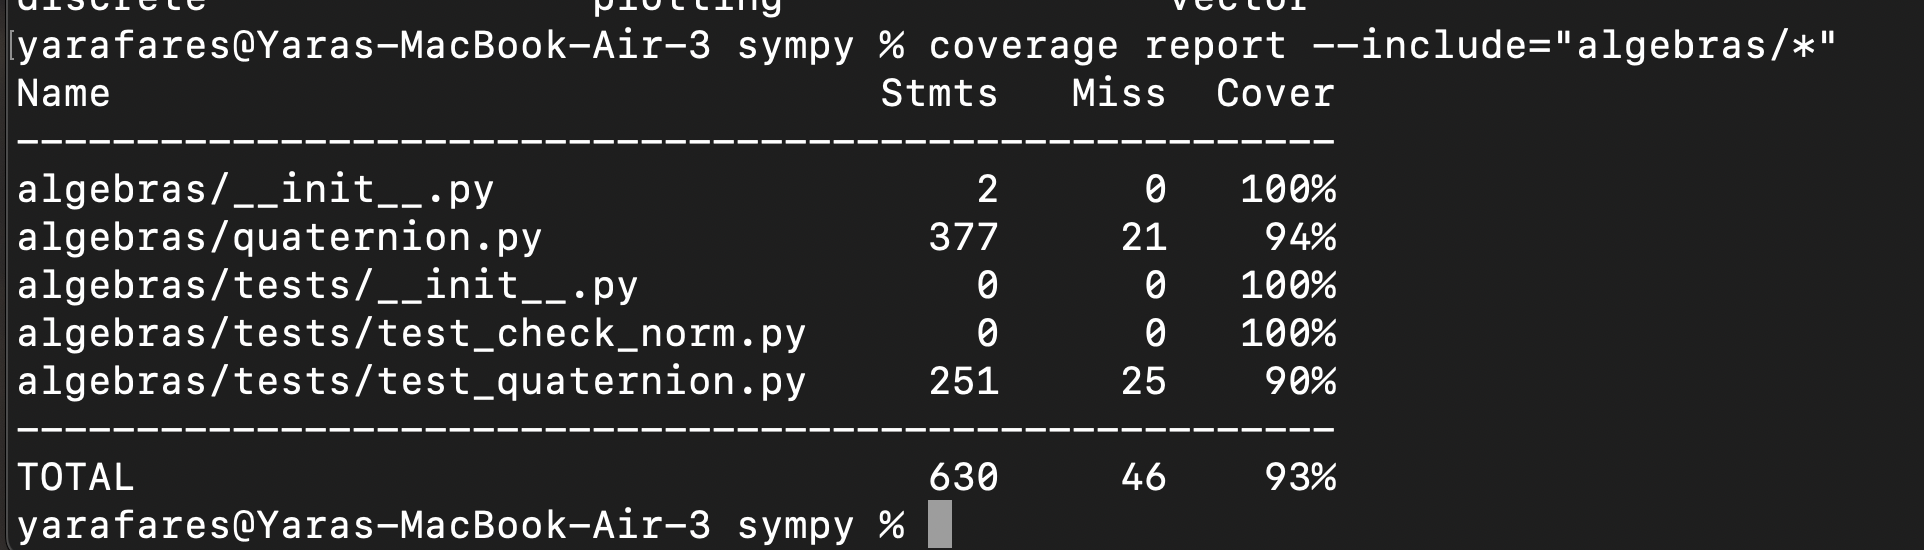 discrete plotting vector
[yarafares@Yaras-MacBook-Air-3 sympy % coverage report --include="algebras/*"
Name Stmts Miss Cover
-------------------------------------------------------
algebras/__init__.py 2 0 100%
algebras/quaternion.py 377 21 94%
algebras/tests/__init__.py 0 0 100%
algebras/tests/test_check_norm.py 0 0 100%
algebras/tests/test_quaternion.py 251 25 90%
-------------------------------------------------------
TOTAL 630 46 93%
yarafares@Yaras-MacBook-Air-3 sympy %